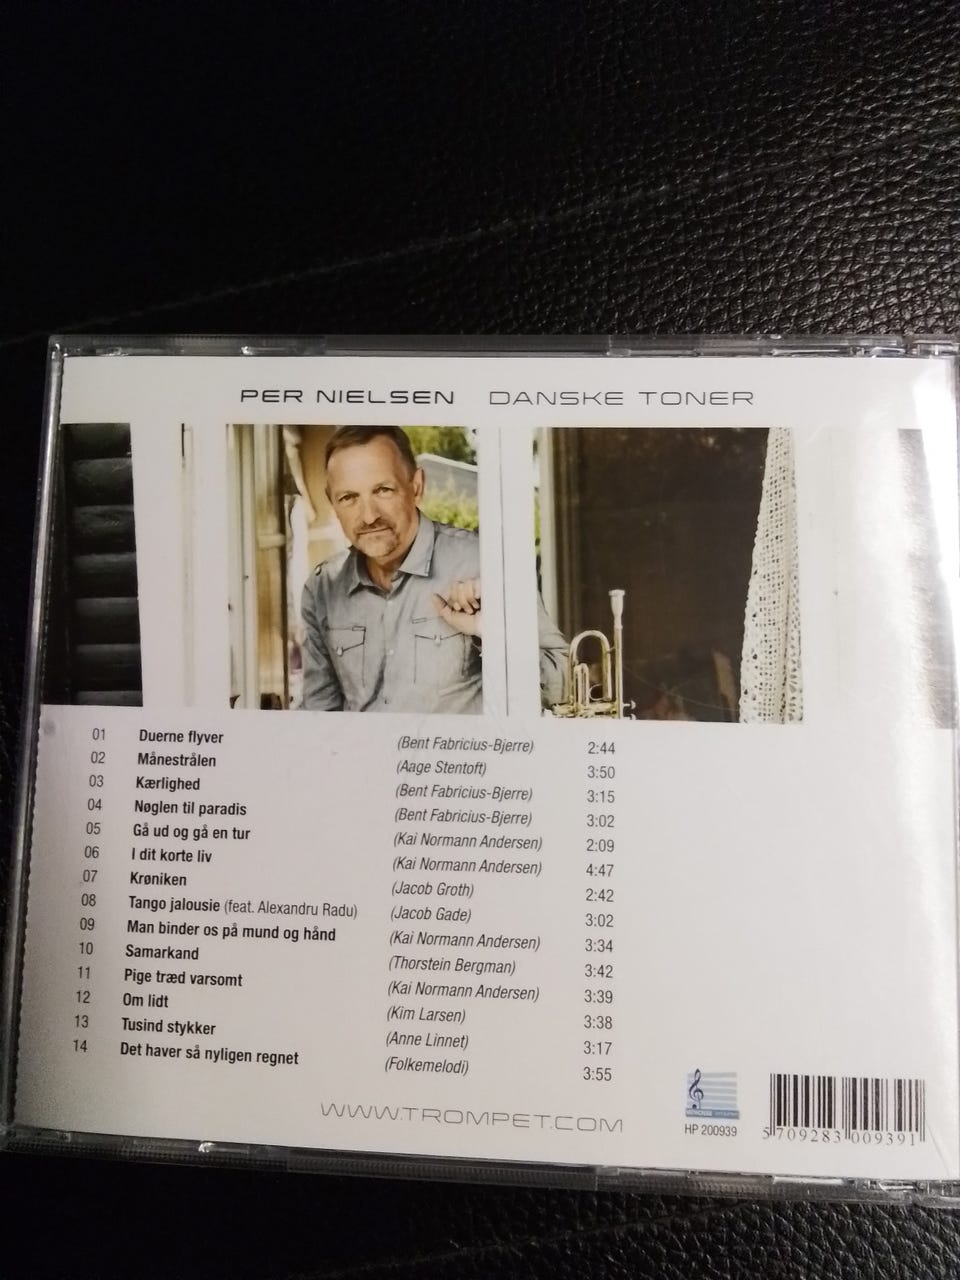 PER NIELSEN DANSKE TONER
01 Duerne flyver (Bent Fabricius-Bjerre) 2:44
02 Månestrålen (Aage Stentoft) 3:50
03 Kærlighed (Bent Fabricius-Bjerre) 3:15
04 Nøglen til paradis (Bent Fabricius-Bjerre) 3:02
05 Gå ud og gå en tur (Kai Normann Andersen) 2:09
06 I dit korte liv (Kai Normann Andersen) 4:47
07 Krøniken (Jacob Groth) 2:42
08 Tango jalousie (feat. Alexandru Radu) (Jacob Gade) 3:02
09 Man binder os på mund og hånd (Kai Normann Andersen) 3:34
10 Samarkand (Thorstein Bergman) 3:42
11 Pige træd varsomt (Kai Normann Andersen) 3:39
12 Om lidt (Kim Larsen) 3:38
13 Tusind stykker (Anne Linnet) 3:17
14 Det haver så nyligen regnet (Folkemelodi) 3:55
WWW.TROMPET.COM
HP 200939
5 709283 009391